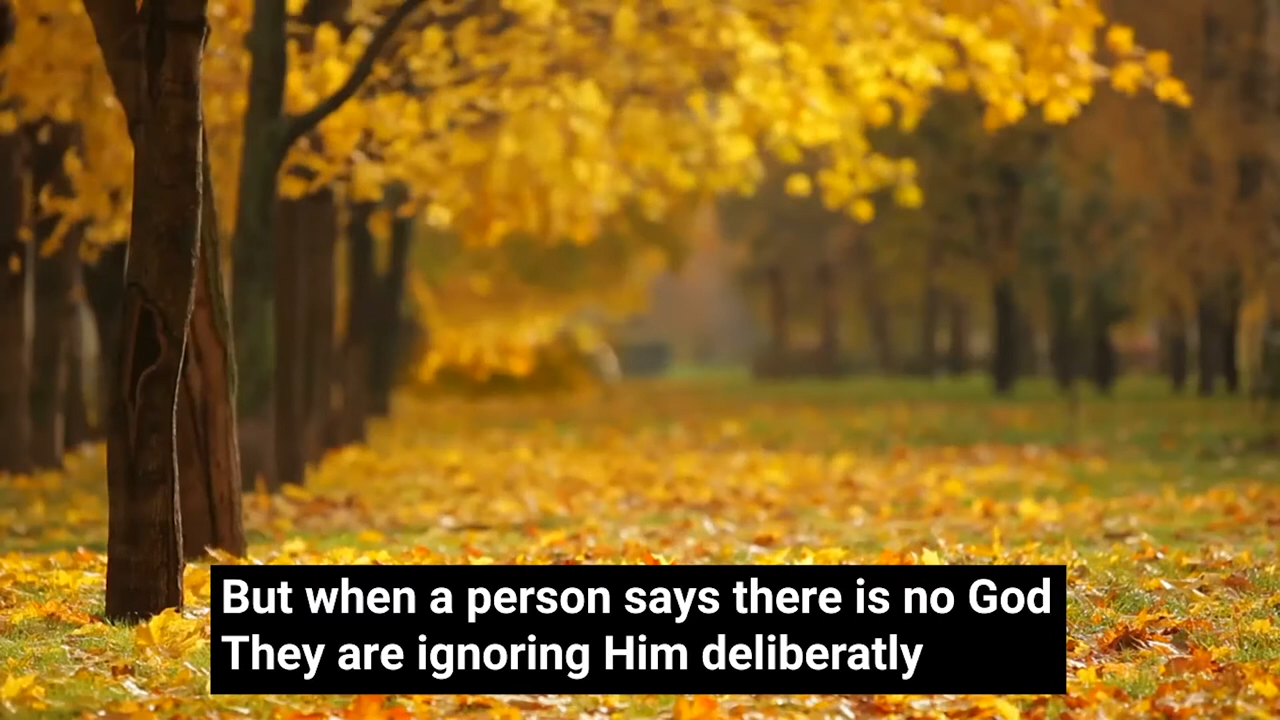 But when a person says there is no God
They are ignoring Him deliberatly